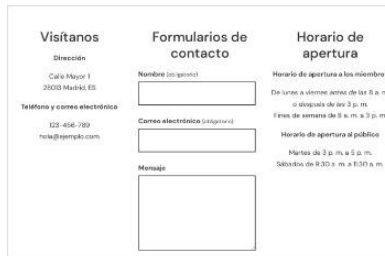 Visítanos
Dirección
Calle Mayor 1
28013 Madrid, ES
Teléfono y correo electrónico
123-456-789
hola@ejemplo.com
Formularios de
contacto
Nombre (obligatorio)
Correo electrónico (obligatorio)
Mensaje
Horario de
apertura
Horario de apertura a los miembro
De lunes a viernes antes de las 8 a. m
o después de las 3 p. m.
Fines de semana de 8 a. m. a 3 p. m
Horario de apertura al público
Martes de 3 p. m. a 5 p. m.
Sábados de 9:30 a. m. a 11:30 a. m.